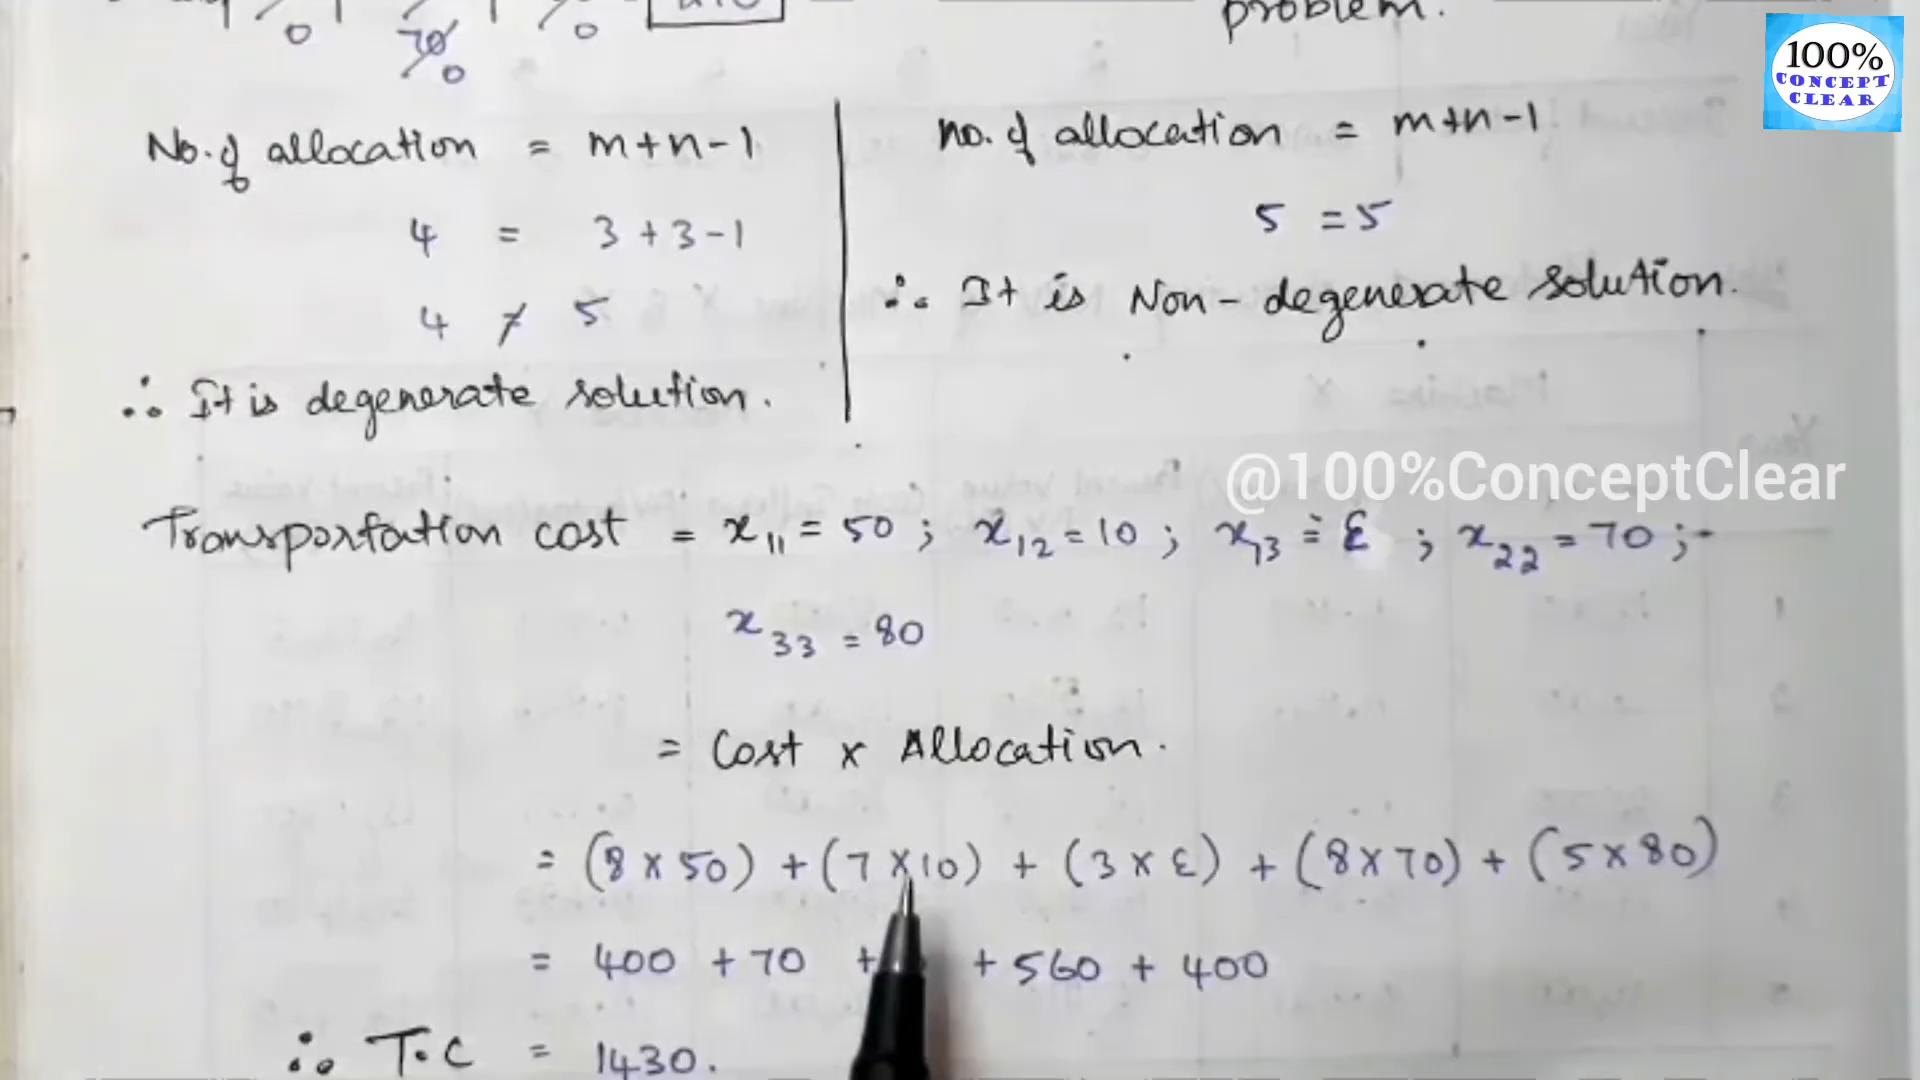 problem.
100%
CONCEPT
CLEAR
No. of allocation = m+n-1
4 = 3+3-1
4 ≠ 5
∴ It is degenerate solution.
no. of allocation = m+n-1
5 = 5
∴ It is Non-degenerate solution.
@100%ConceptClear
Transportation cost = x11 = 50 ; x12 = 10 ; x13 = ε ; x22 = 70 ;
x33 = 80
= Cost x Allocation.
= (8 x 50) + (7 x 10) + (3 x ε) + (8 x 70) + (5 x 80)
= 400 + 70 + + 560 + 400
∴ T.C = 1430.